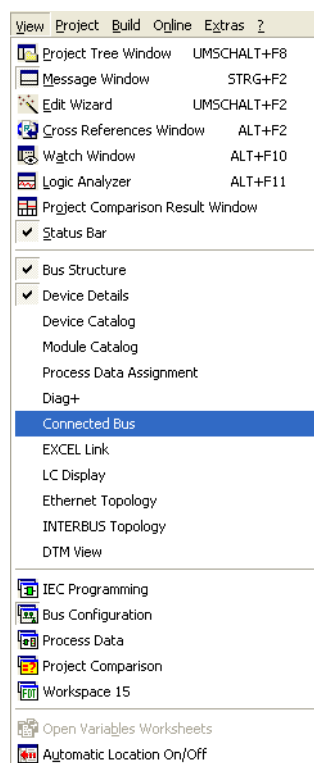 View Project Build Online Extras ?
Project Tree Window UMSCHALT+F8
Message Window STRG+F2
Edit Wizard UMSCHALT+F2
Cross References Window ALT+F2
Watch Window ALT+F10
Logic Analyzer ALT+F11
Project Comparison Result Window
Status Bar
Bus Structure
Device Details
Device Catalog
Module Catalog
Process Data Assignment
Diag+
Connected Bus
EXCEL Link
LC Display
Ethernet Topology
INTERBUS Topology
DTM View
IEC Programming
Bus Configuration
Process Data
Project Comparison
FDT Workspace 15
Open Variables Worksheets
Automatic Location On/Off